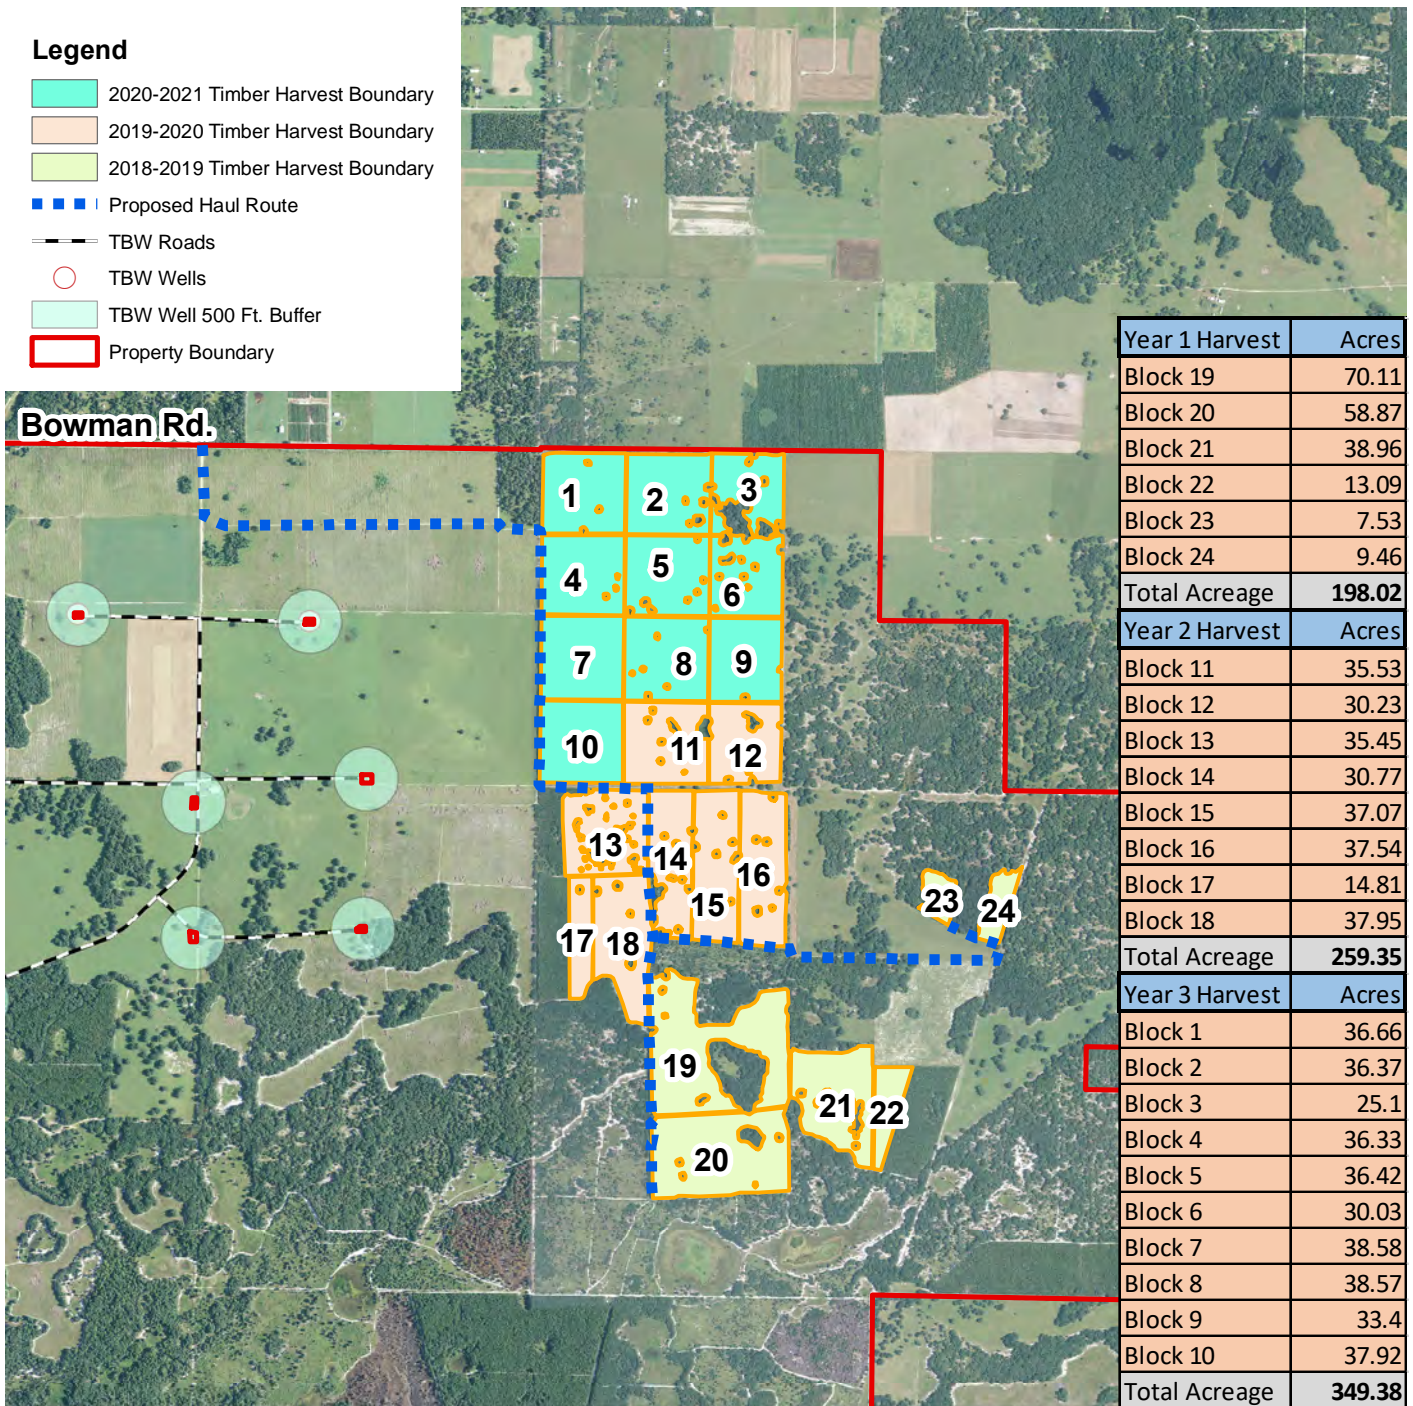 Legend
2020-2021 Timber Harvest Boundary
2019-2020 Timber Harvest Boundary
2018-2019 Timber Harvest Boundary
Proposed Haul Route
TBW Roads
TBW Wells
TBW Well 500 Ft. Buffer
Property Boundary
Bowman Rd.
1
2
3
4
5
6
7
8
9
10
11
12
13
14
15
16
17
18
19
20
21
22
23
24
Year 1 Harvest Acres
Block 19 70.11
Block 20 58.87
Block 21 38.96
Block 22 13.09
Block 23 7.53
Block 24 9.46
Total Acreage 198.02
Year 2 Harvest Acres
Block 11 35.53
Block 12 30.23
Block 13 35.45
Block 14 30.77
Block 15 37.07
Block 16 37.54
Block 17 14.81
Block 18 37.95
Total Acreage 259.35
Year 3 Harvest Acres
Block 1 36.66
Block 2 36.37
Block 3 25.1
Block 4 36.33
Block 5 36.42
Block 6 30.03
Block 7 38.58
Block 8 38.57
Block 9 33.4
Block 10 37.92
Total Acreage 349.38